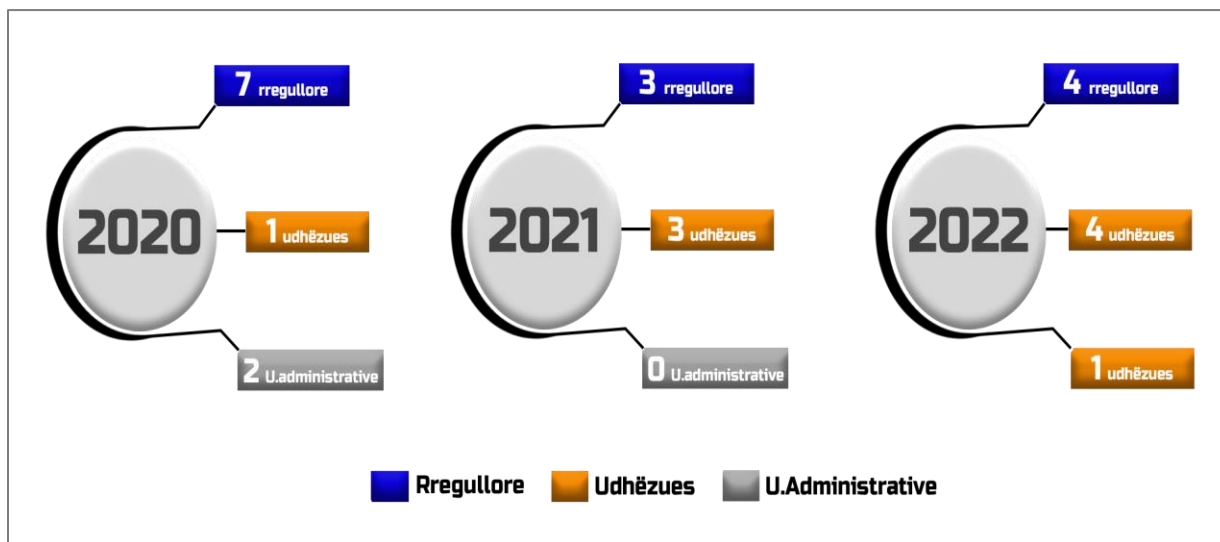 7 rregullore
3 rregullore
4 rregullore
2020
1 udhëzues
2021
3 udhëzues
2022
4 udhëzues
2 U.administrative
0 U.administrative
1 udhëzues
Rregullore
Udhëzues
U.Administrative